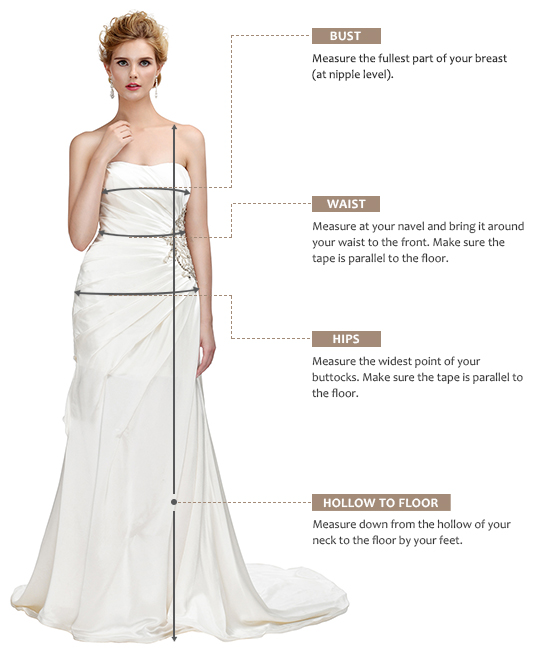 BUST
Measure the fullest part of your breast
(at nipple level).
WAIST
Measure at your navel and bring it around
your waist to the front. Make sure the
tape is parallel to the floor.
HIPS
Measure the widest point of your
buttocks. Make sure the tape is parallel to
the floor.
HOLLOW TO FLOOR
Measure down from the hollow of your
neck to the floor by your feet.